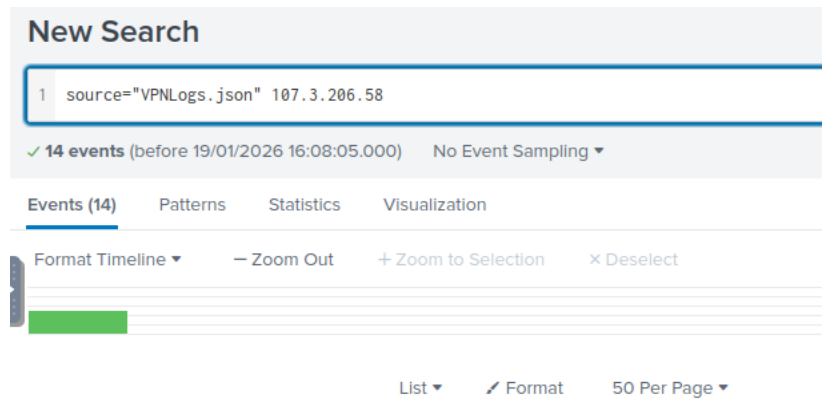 New Search
1 source="VPNLogs.json" 107.3.206.58
✓ 14 events (before 19/01/2026 16:08:05.000) No Event Sampling ▾
Events (14) Patterns Statistics Visualization
Format Timeline ▾ — Zoom Out + Zoom to Selection × Deselect
List ▾ Format 50 Per Page ▾